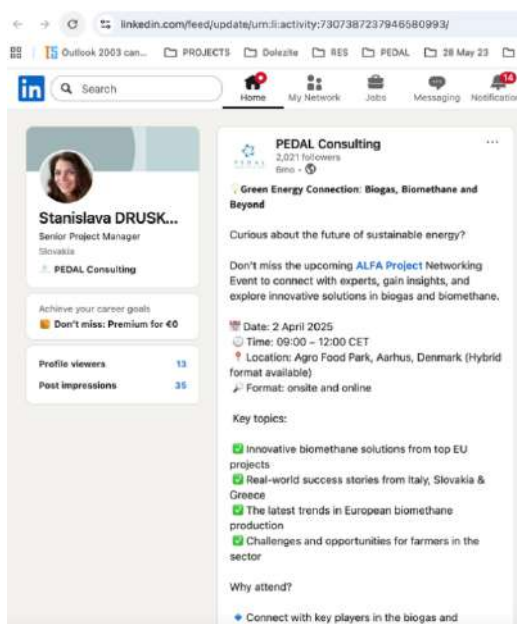 linkedin.com/feed/update/urn:li:activity:7307387237946580993/
Outlook 2003 can...
PROJECTS
Dolezite
RES
PEDAL
28 May 23
in
Search
Home
My Network
Jobs
Messaging
Notification
14
Stanislava DRUSK...
Senior Project Manager
Slovakia
PEDAL Consulting
Achieve your career goals
Don't miss: Premium for €0
Profile viewers 13
Post impressions 35
PEDAL
PEDAL Consulting
2,021 followers
6mo •
Green Energy Connection: Biogas, Biomethane and
Beyond
Curious about the future of sustainable energy?
Don't miss the upcoming ALFA Project Networking
Event to connect with experts, gain insights, and
explore innovative solutions in biogas and biomethane.
Date: 2 April 2025
Time: 09:00 – 12:00 CET
Location: Agro Food Park, Aarhus, Denmark (Hybrid
format available)
Format: onsite and online
Key topics:
Innovative biomethane solutions from top EU
projects
Real-world success stories from Italy, Slovakia &
Greece
The latest trends in European biomethane
production
Challenges and opportunities for farmers in the
sector
Why attend?
Connect with key players in the biogas and